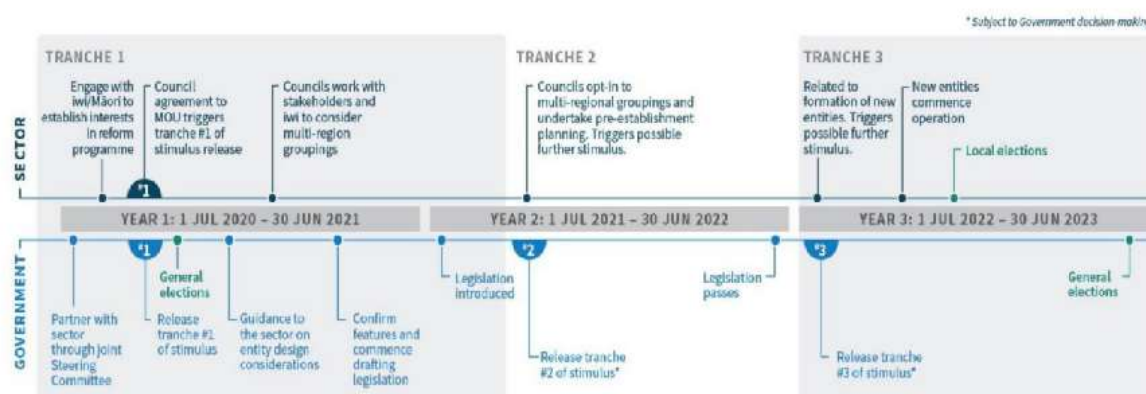 * Subject to Government decision-making
TRANCHE 1
TRANCHE 2
TRANCHE 3
SECTOR
Engage with
iwi/Māori to
establish interests
in reform
programme
Council
agreement to
MOU triggers
tranche #1 of
stimulus release
Councils work with
stakeholders and
iwi to consider
multi-region
groupings
Councils opt-in to
multi-regional groupings and
undertake pre-establishment
planning. Triggers possible
further stimulus.
Related to
formation of new
entities. Triggers
possible further
stimulus.
New entities
commence
operation
Local elections
#1
YEAR 1: 1 JUL 2020 – 30 JUN 2021
YEAR 2: 1 JUL 2021 – 30 JUN 2022
YEAR 3: 1 JUL 2022 – 30 JUN 2023
GOVERNMENT
#1
#2
#3
Partner with
sector
through joint
Steering
Committee
Release
tranche #1
of stimulus
General
elections
Guidance to
the sector on
entity design
considerations
Confirm
features and
commence
drafting
legislation
Legislation
introduced
Release tranche
#2 of stimulus*
Legislation
passes
Release tranche
#3 of stimulus*
General
elections